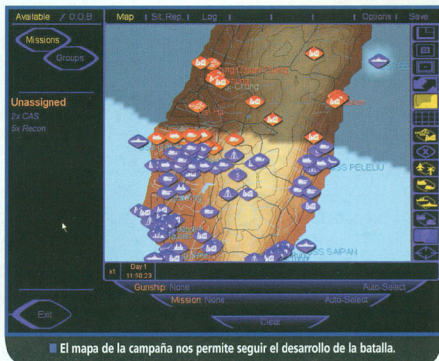 Available / O.O.B
Map | Sit. Rep. | Log | | | | Options | Save
Missions
Groups
Unassigned
2x CAS
5x Recon
Chung
USS PELELIU
USS SAIPAN
x1
Day 1
11:50:23
Gunship: None
Auto-Select
Mission: None
Auto-Select
Clear
Exit
El mapa de la campaña nos permite seguir el desarrollo de la batalla.